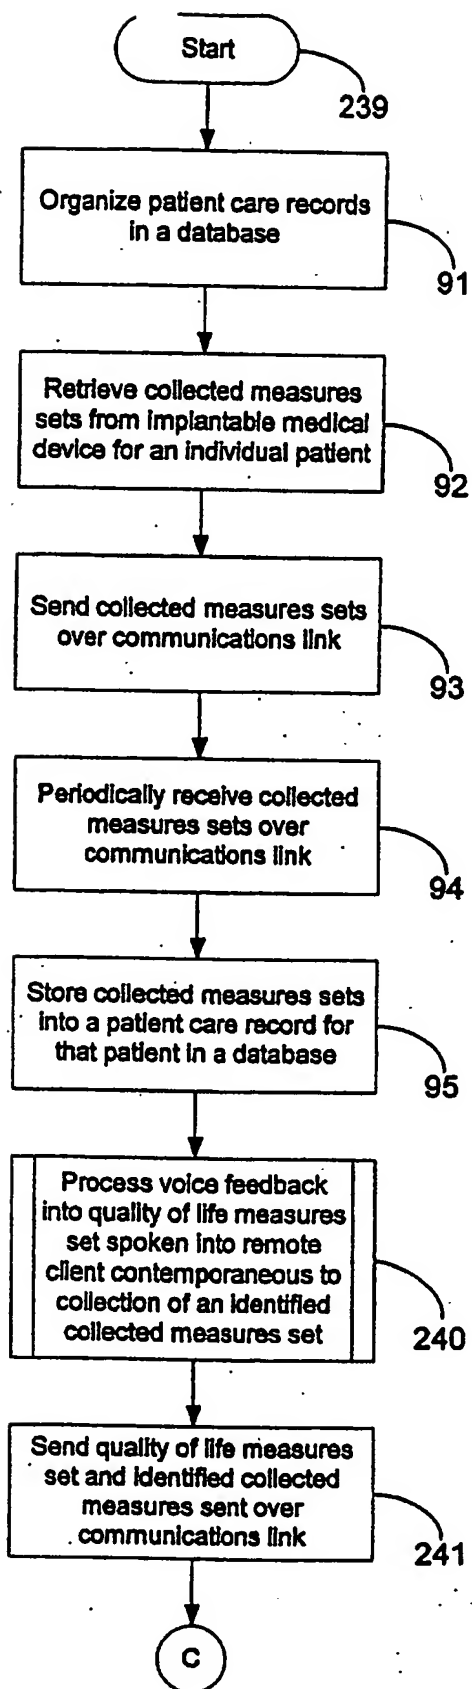 Start
239
Organize patient care records
in a database
91
Retrieve collected measures
sets from implantable medical
device for an individual patient
92
Send collected measures sets
over communications link
93
Periodically receive collected
measures sets over
communications link
94
Store collected measures sets
into a patient care record for
that patient in a database
95
Process voice feedback
into quality of life measures
set spoken into remote
client contemporaneous to
collection of an identified
collected measures set
240
Send quality of life measures
set and identified collected
measures sent over
communications link
241
C